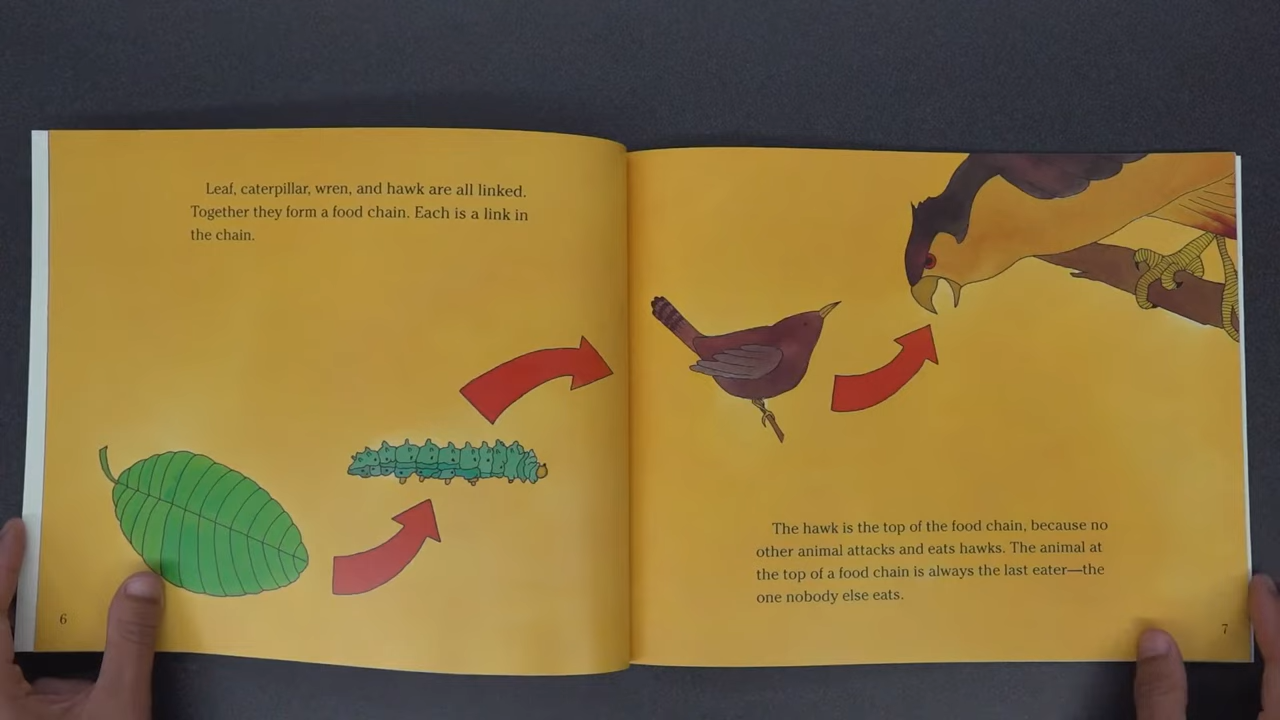 Leaf, caterpillar, wren, and hawk are all linked.
Together they form a food chain. Each is a link in
the chain.
6
The hawk is the top of the food chain, because no
other animal attacks and eats hawks. The animal at
the top of a food chain is always the last eater—the
one nobody else eats.
7